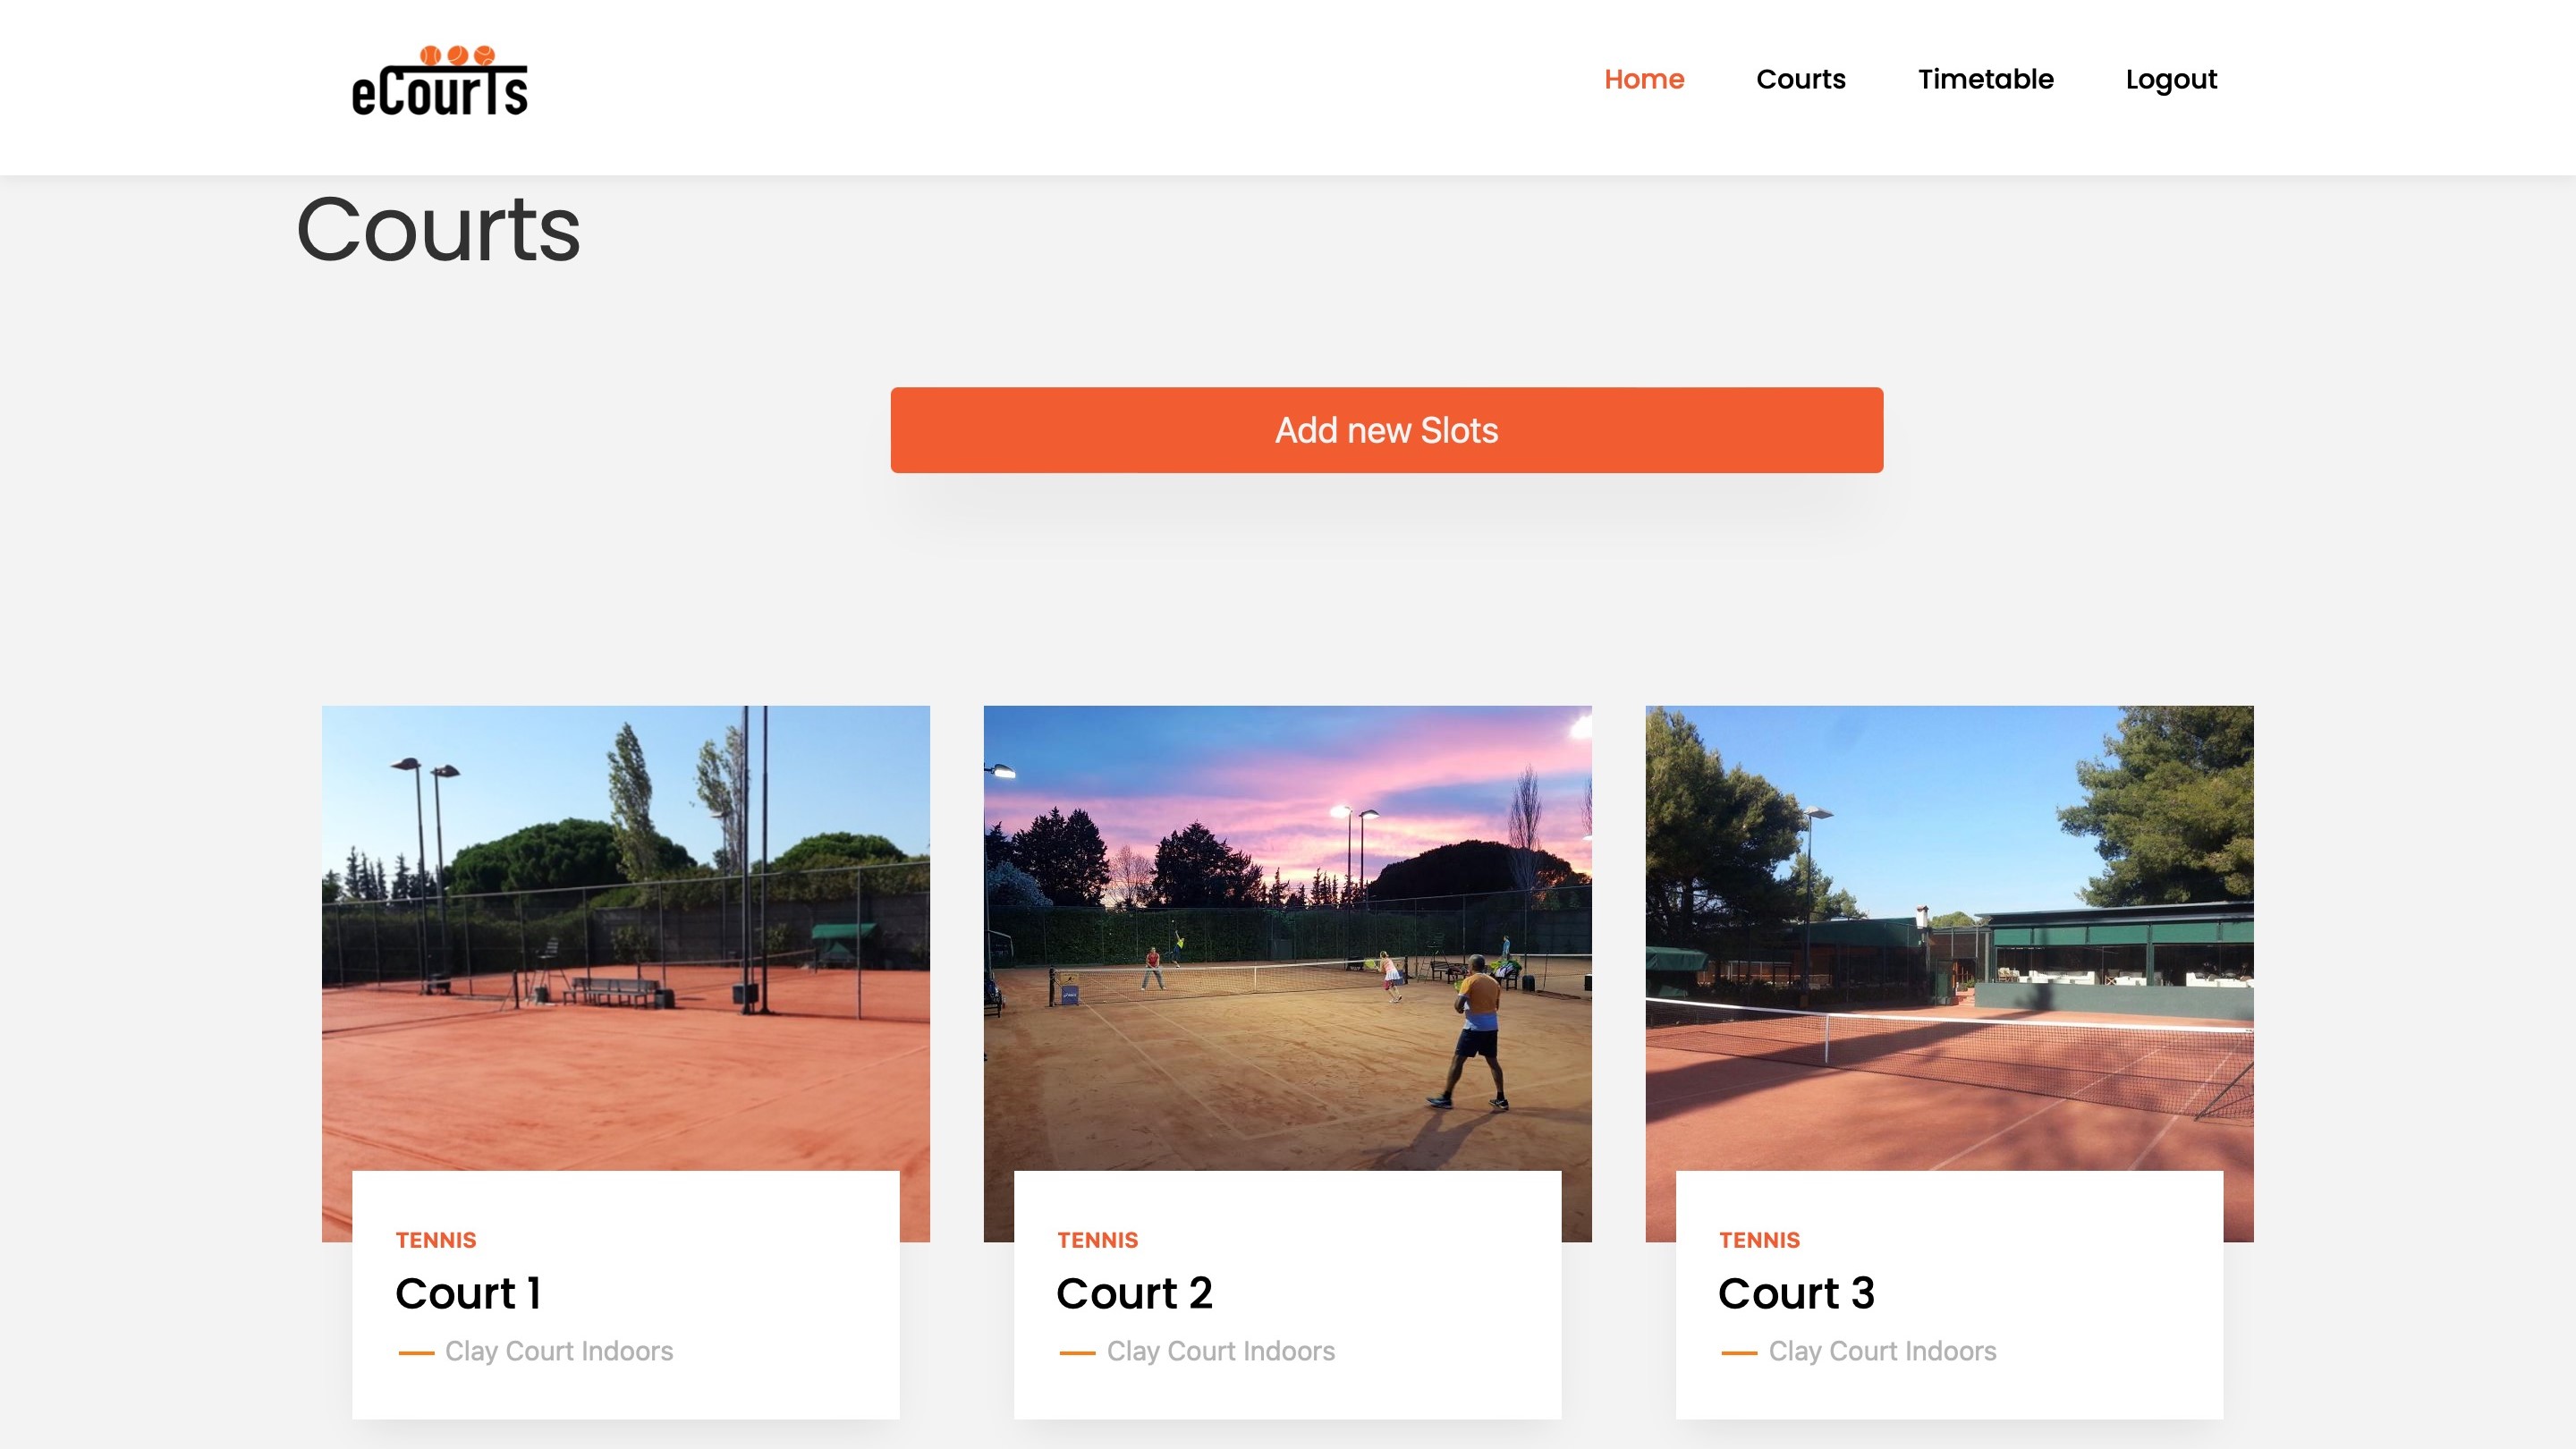 eCourTs
Home
Courts
Timetable
Logout
Courts
Add new Slots
TENNIS
Court 1
Clay Court Indoors
TENNIS
Court 2
Clay Court Indoors
TENNIS
Court 3
Clay Court Indoors